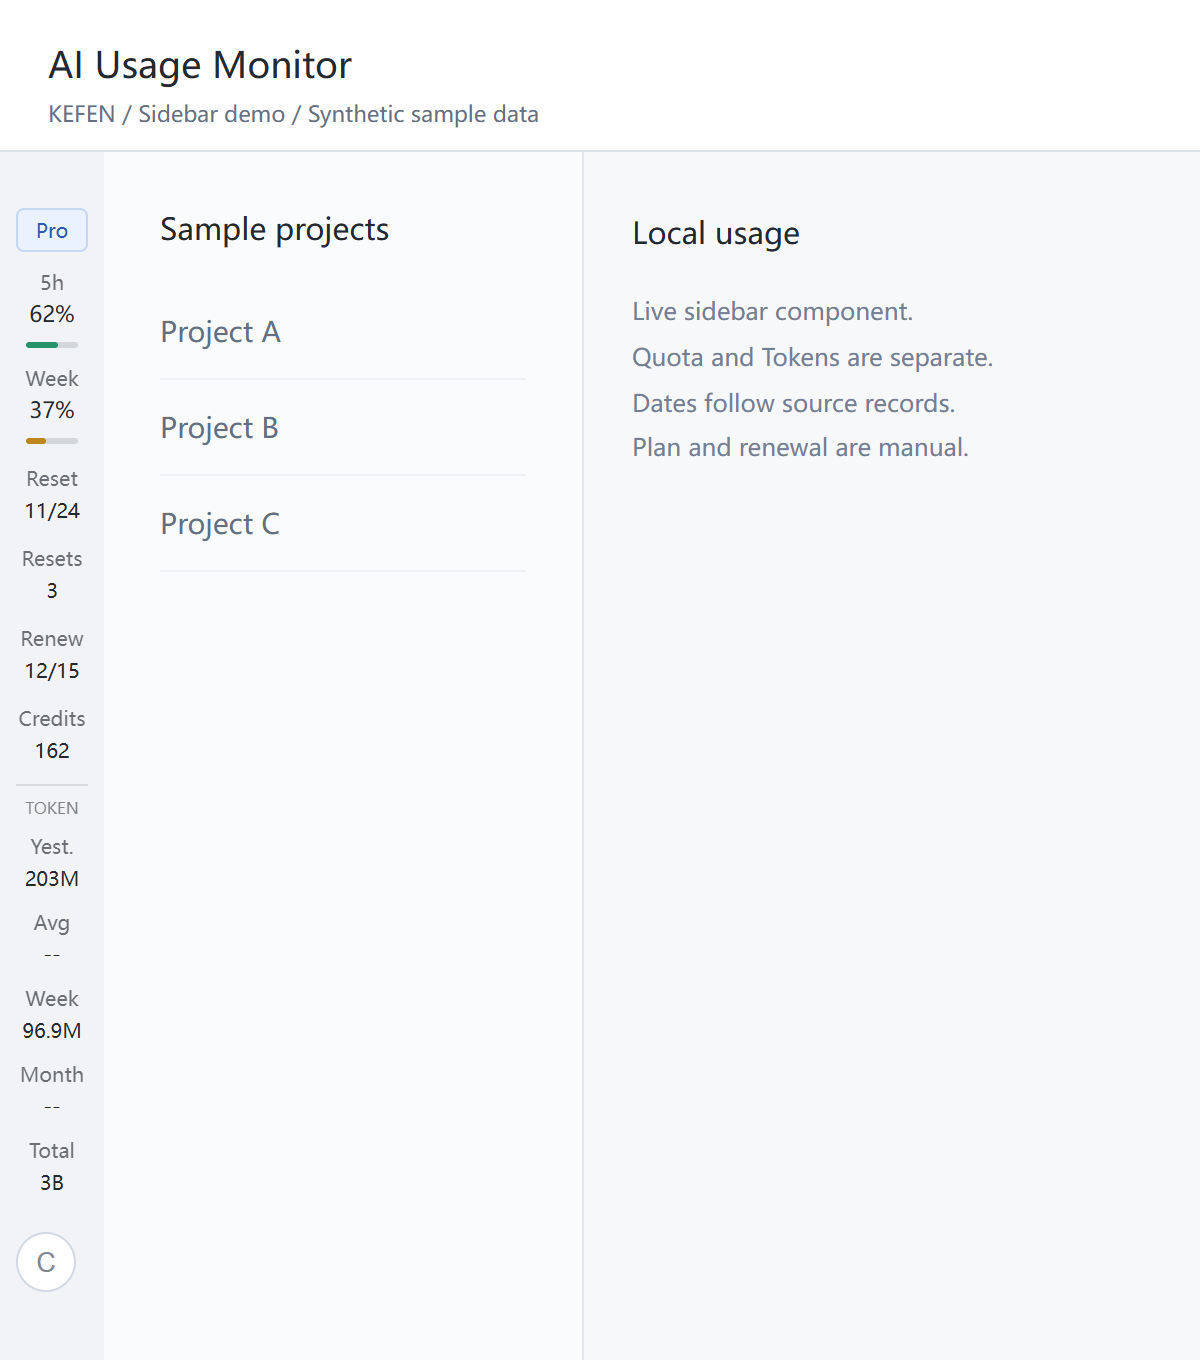 AI Usage Monitor
KEFEN / Sidebar demo / Synthetic sample data
Pro
5h
62%
Week
37%
Reset
11/24
Resets
3
Renew
12/15
Credits
162
TOKEN
Yest.
203M
Avg
--
Week
96.9M
Month
--
Total
3B
C
Sample projects
Project A
Project B
Project C
Local usage
Live sidebar component.
Quota and Tokens are separate.
Dates follow source records.
Plan and renewal are manual.